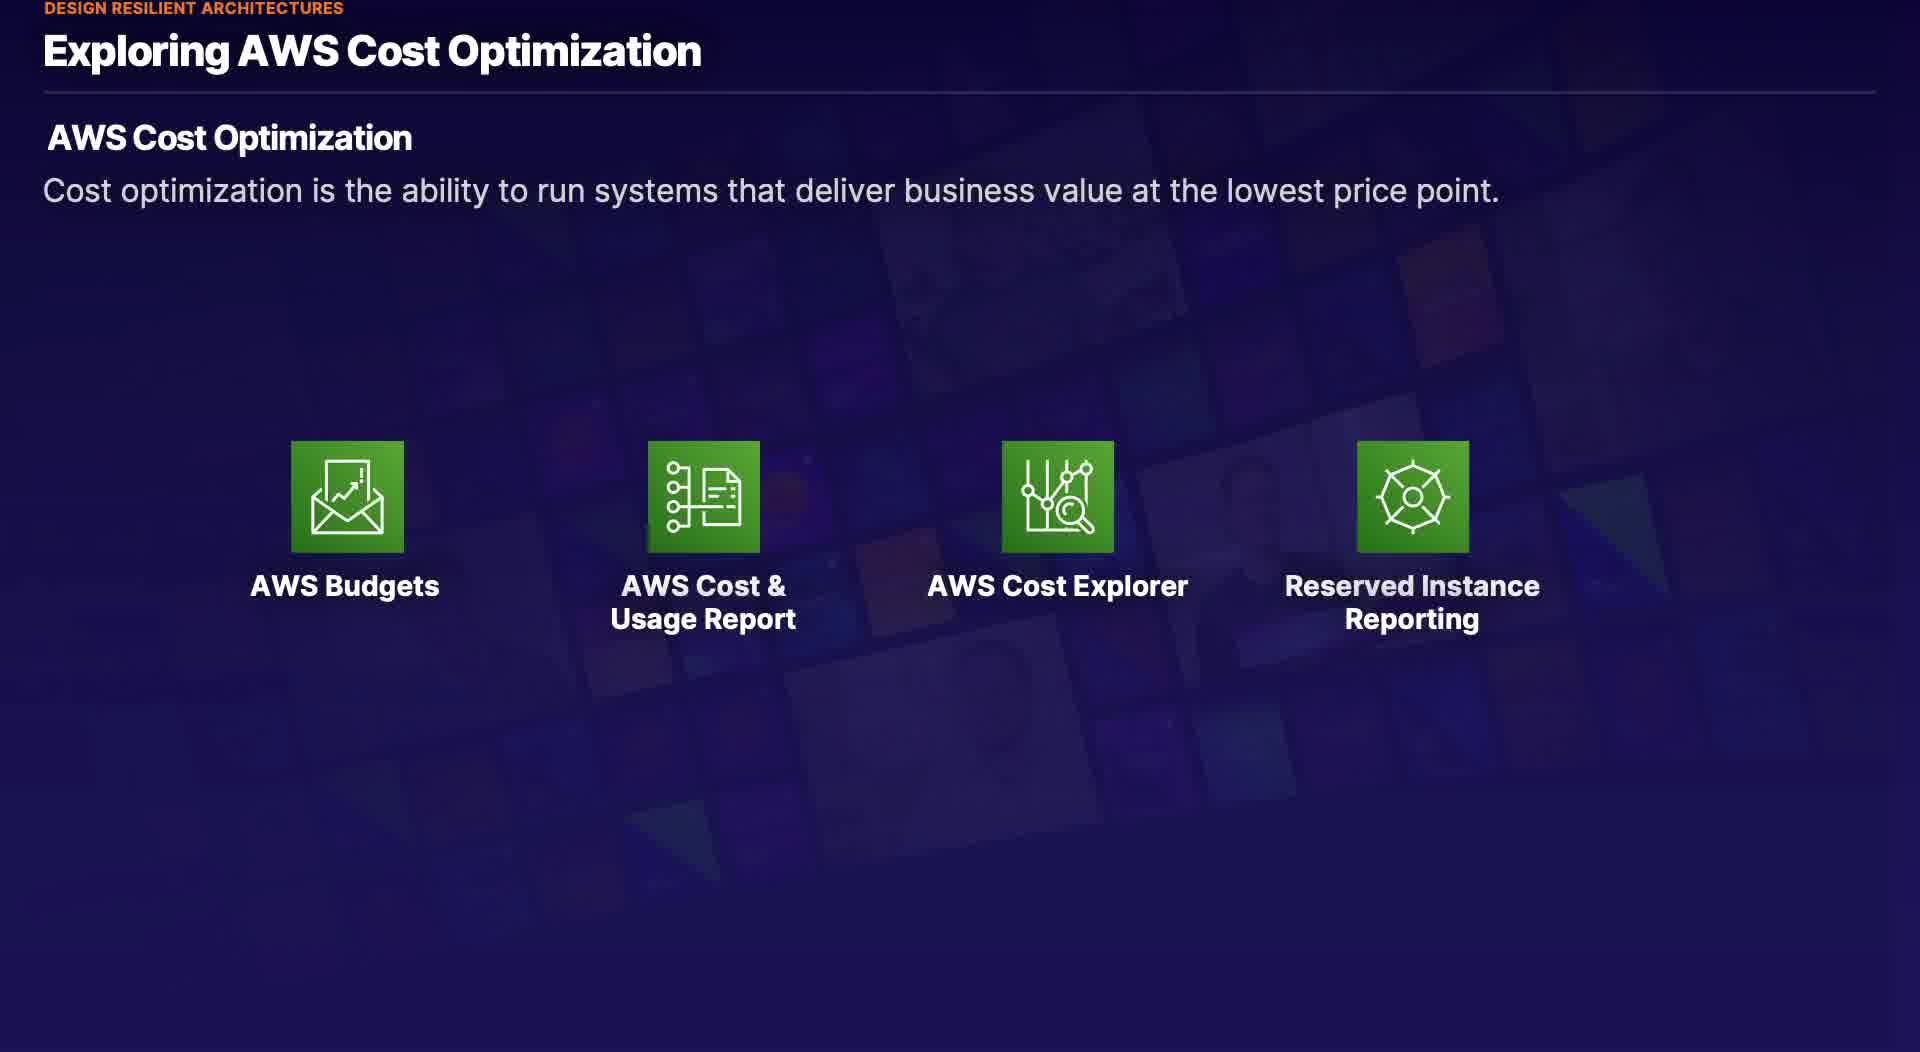 DESIGN RESILIENT ARCHITECTURES
Exploring AWS Cost Optimization
AWS Cost Optimization
Cost optimization is the ability to run systems that deliver business value at the lowest price point.
AWS Budgets
AWS Cost &
Usage Report
AWS Cost Explorer
Reserved Instance
Reporting